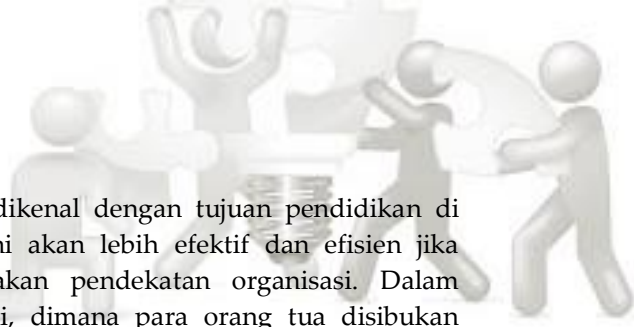 dikenal dengan tujuan pendidikan di
akan lebih efektif dan efisien jika
pendekatan organisasi. Dalam
dimana para orang tua disibukan